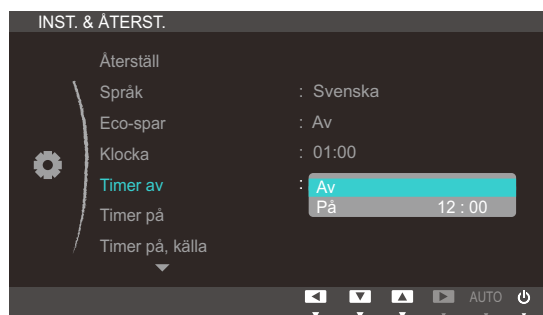 INST. & ÅTERST.
Återställ
Språk : Svenska
Eco-spar : Av
Klocka : 01:00
Timer av : Av
På 12 : 00
Timer på
Timer på, källa
AUTO